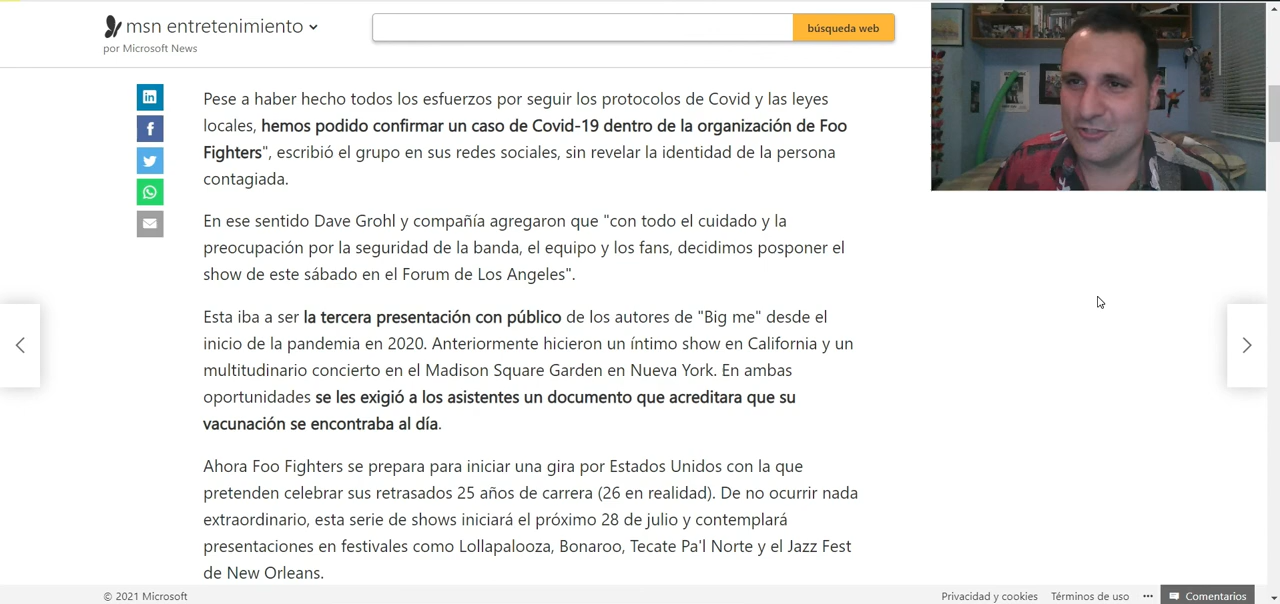 msn entretenimiento
por Microsoft News
búsqueda web
Pese a haber hecho todos los esfuerzos por seguir los protocolos de Covid y las leyes
locales, hemos podido confirmar un caso de Covid-19 dentro de la organización de Foo
Fighters", escribió el grupo en sus redes sociales, sin revelar la identidad de la persona
contagiada.
En ese sentido Dave Grohl y compañía agregaron que "con todo el cuidado y la
preocupación por la seguridad de la banda, el equipo y los fans, decidimos posponer el
show de este sábado en el Forum de Los Angeles".
Esta iba a ser la tercera presentación con público de los autores de "Big me" desde el
inicio de la pandemia en 2020. Anteriormente hicieron un íntimo show en California y un
multitudinario concierto en el Madison Square Garden en Nueva York. En ambas
oportunidades se les exigió a los asistentes un documento que acreditara que su
vacunación se encontraba al día.
Ahora Foo Fighters se prepara para iniciar una gira por Estados Unidos con la que
pretenden celebrar sus retrasados 25 años de carrera (26 en realidad). De no ocurrir nada
extraordinario, esta serie de shows iniciará el próximo 28 de julio y contemplará
presentaciones en festivales como Lollapalooza, Bonaroo, Tecate Pa'l Norte y el Jazz Fest
de New Orleans.
© 2021 Microsoft
Privacidad y cookies
Términos de uso
Comentarios